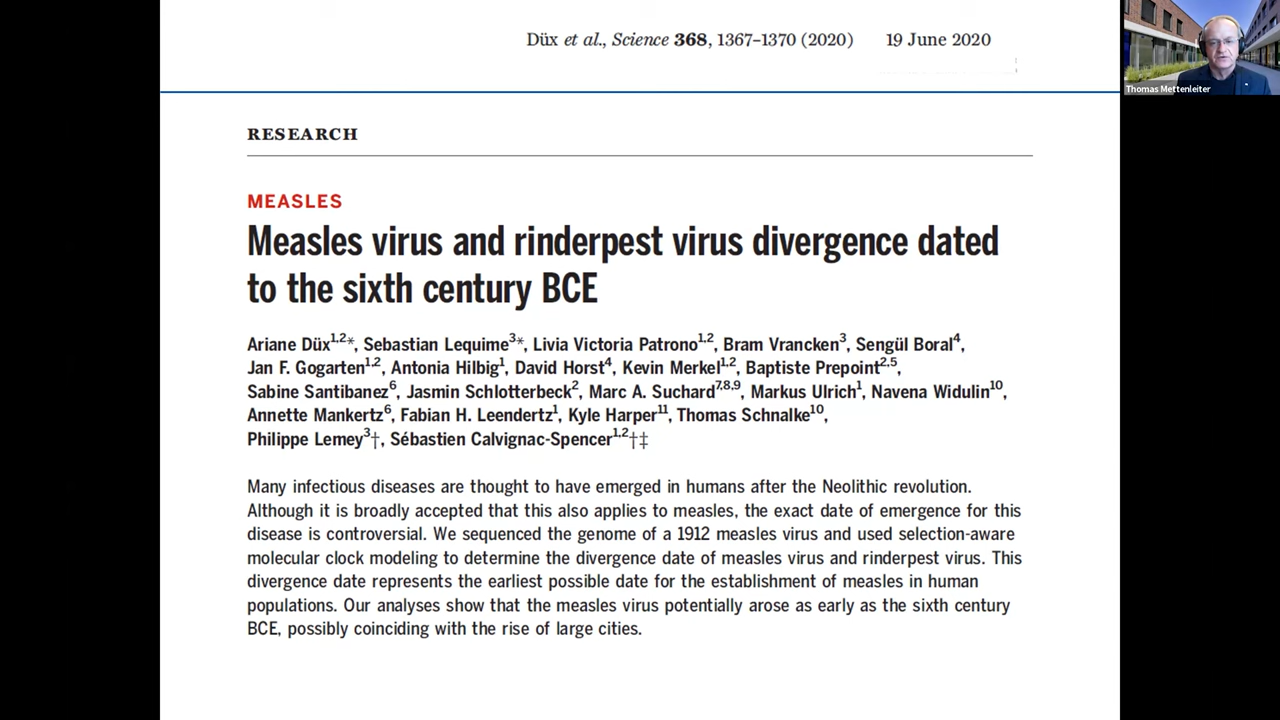 Düx et al., Science 368, 1367–1370 (2020) 19 June 2020
Thomas Mettenleiter
RESEARCH
MEASLES
Measles virus and rinderpest virus divergence dated
to the sixth century BCE
Ariane Düx1,2*, Sebastian Lequime3*, Livia Victoria Patrono1,2, Bram Vrancken3, Sengül Boral4,
Jan F. Gogarten1,2, Antonia Hilbig1, David Horst4, Kevin Merkel1,2, Baptiste Prepoint2,5,
Sabine Santibanez6, Jasmin Schlotterbeck2, Marc A. Suchard7,8,9, Markus Ulrich1, Navena Widulin10,
Annette Mankertz6, Fabian H. Leendertz1, Kyle Harper11, Thomas Schnalke10,
Philippe Lemey3†, Sébastien Calvignac-Spencer1,2†‡
Many infectious diseases are thought to have emerged in humans after the Neolithic revolution.
Although it is broadly accepted that this also applies to measles, the exact date of emergence for this
disease is controversial. We sequenced the genome of a 1912 measles virus and used selection-aware
molecular clock modeling to determine the divergence date of measles virus and rinderpest virus. This
divergence date represents the earliest possible date for the establishment of measles in human
populations. Our analyses show that the measles virus potentially arose as early as the sixth century
BCE, possibly coinciding with the rise of large cities.